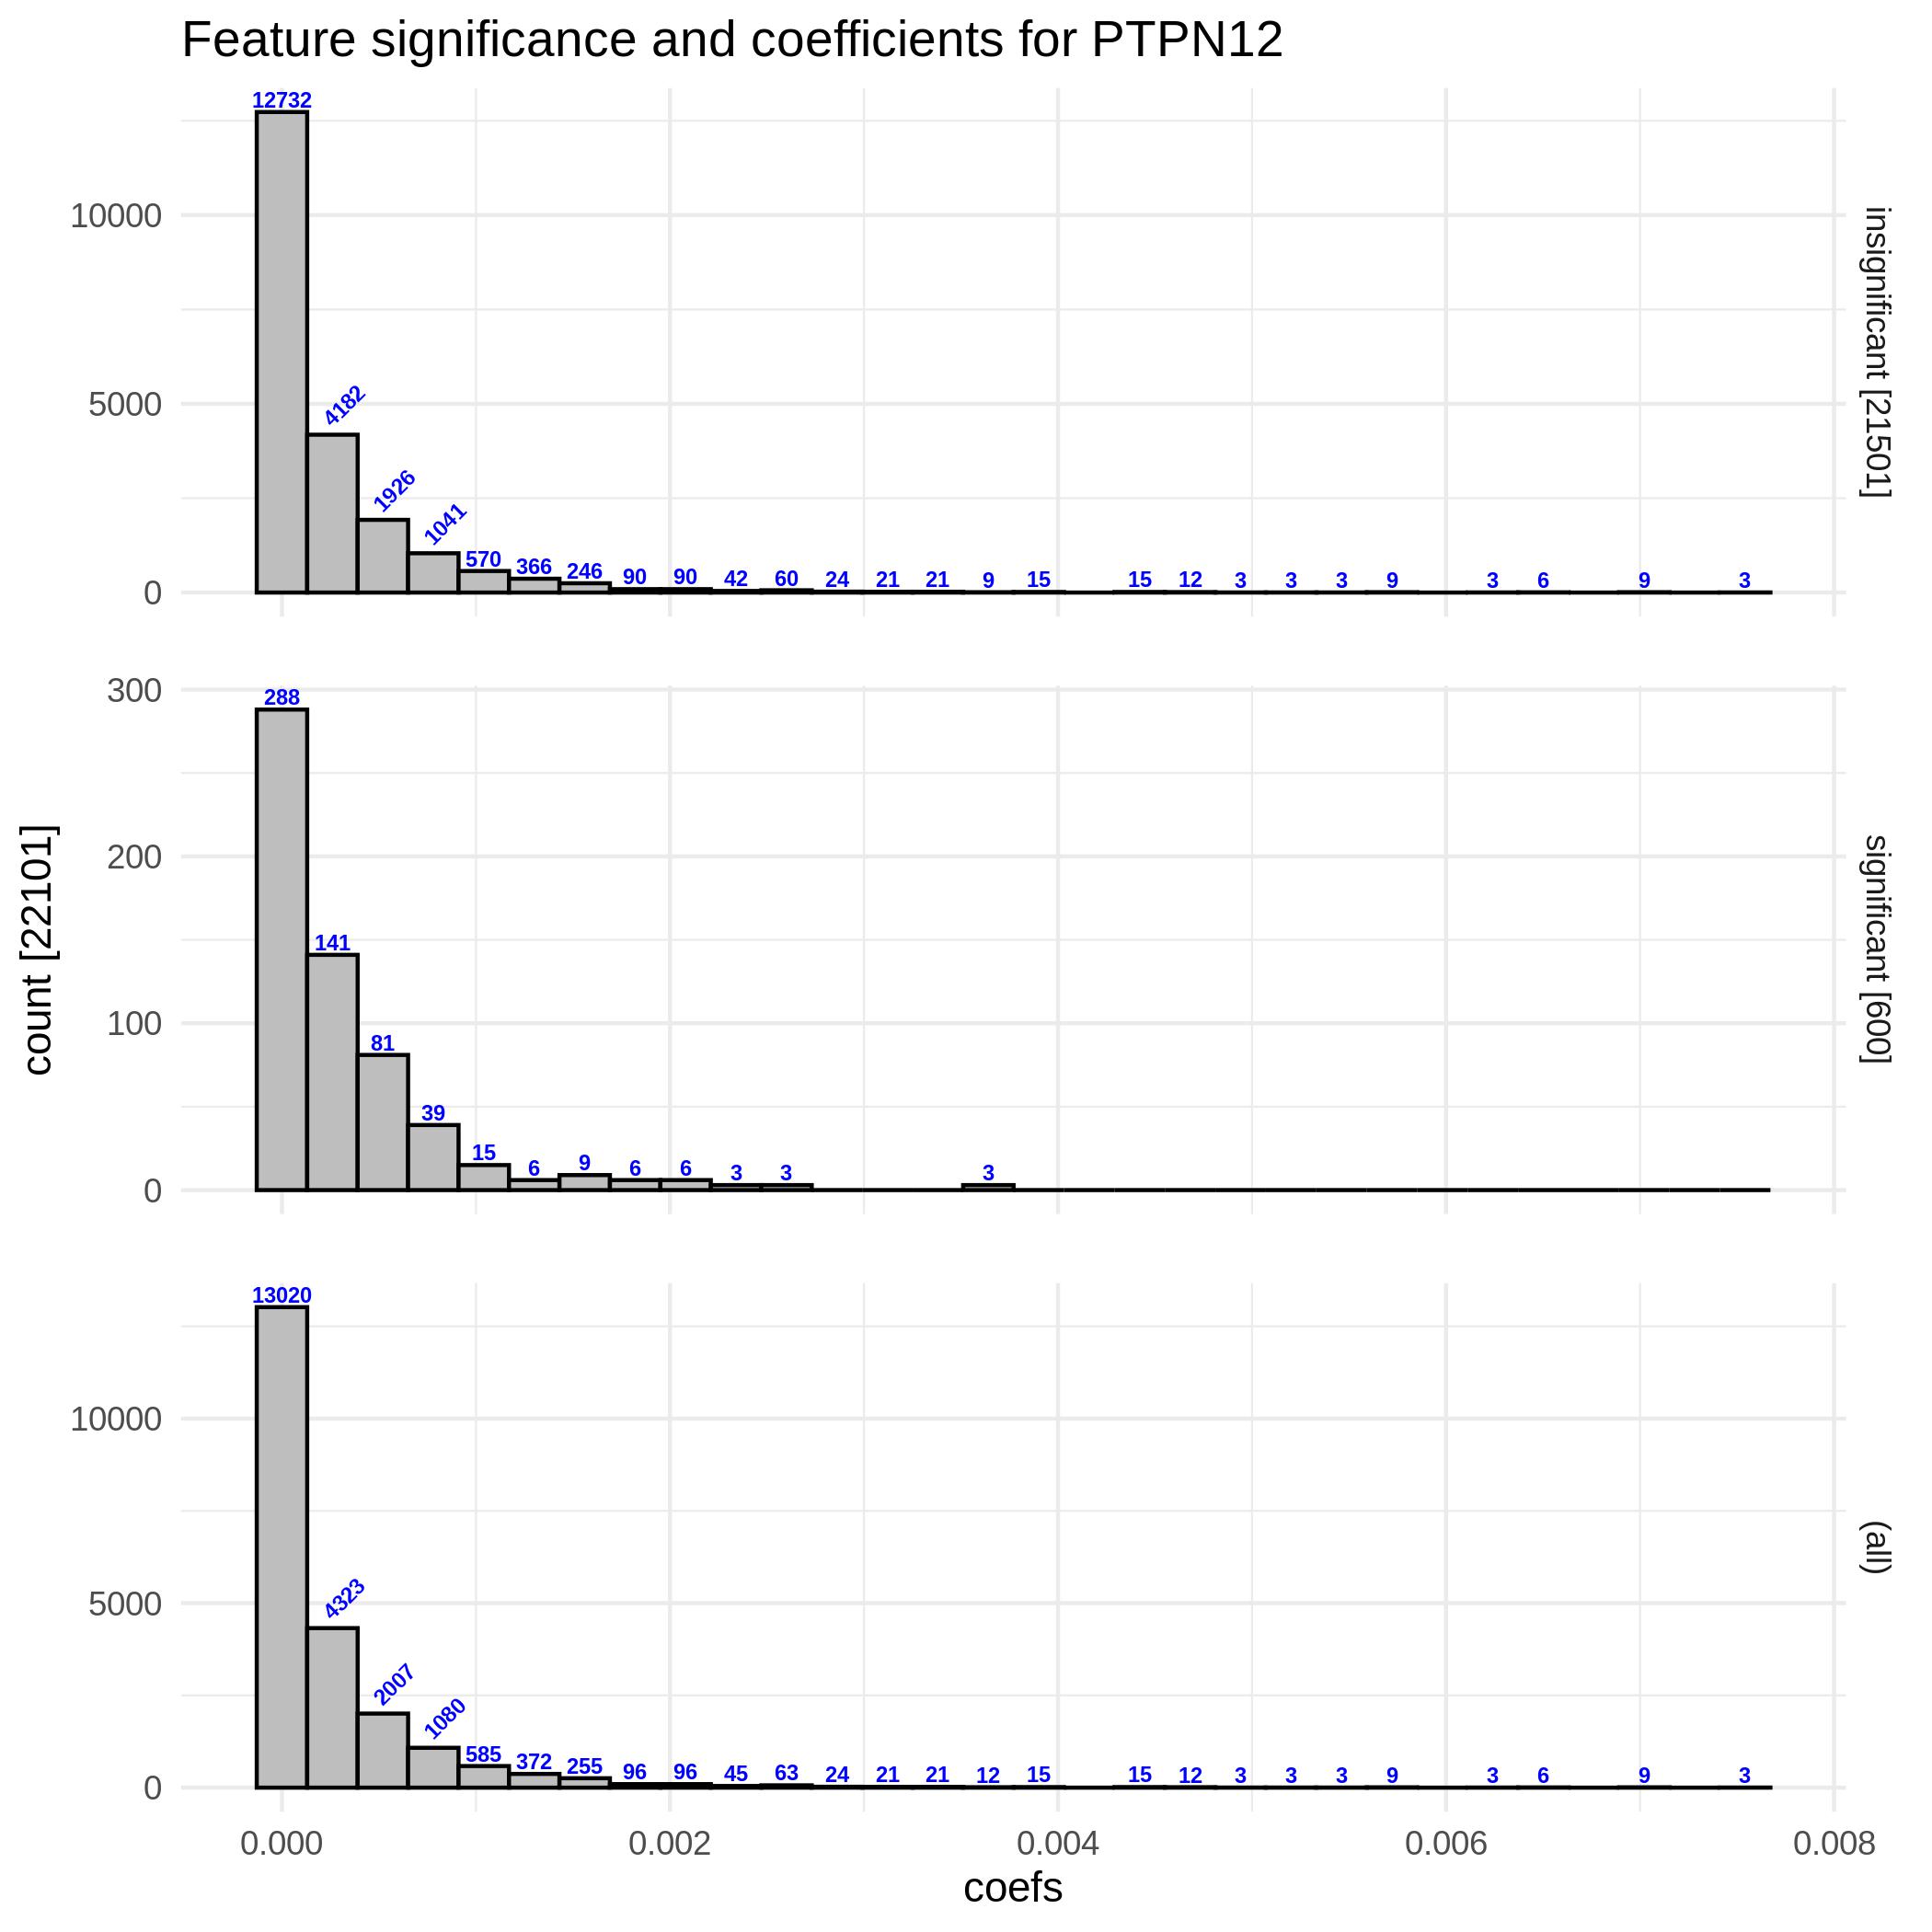 Feature significance and coefficients for PTPN12
12732
4182
1926
1041
570 366 246 90 90 42 60 24 21 21 9 15 15 12 3 3 3 9 3 6 9 3
10000
5000
0
insignificant [21501]
288
141
81
39
15 6 9 6 6 3 3 3
300
200
100
0
significant [600]
count [22101]
13020
4323
2007
1080
585 372 255 96 96 45 63 24 21 21 12 15 15 12 3 3 3 9 3 6 9 3
10000
5000
0
(all)
0.000 0.002 0.004 0.006 0.008
coefs